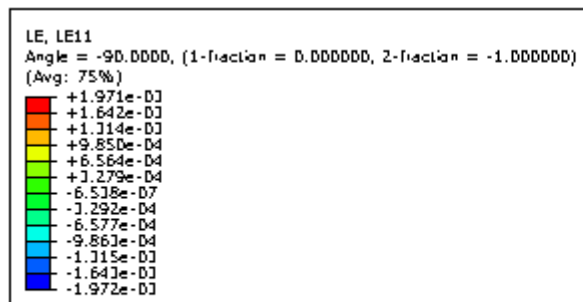 LE, LE11
Angle = -90.0000, (1-fraction = 0.000000, 2-fraction = -1.000000)
(Avg: 75%)
+1.971e-03
+1.642e-03
+1.314e-03
+9.850e-04
+6.564e-04
+3.279e-04
-6.538e-07
-3.292e-04
-6.577e-04
-9.863e-04
-1.315e-03
-1.643e-03
-1.972e-03